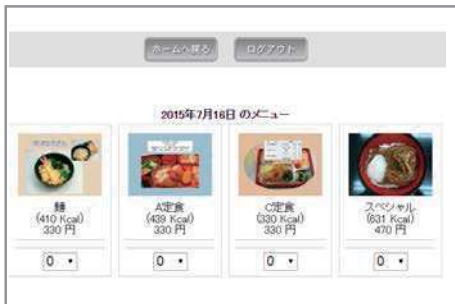 ホームへ戻る
ログアウト
2015年7月16日 のメニュー
麺
(410 Kcal)
330 円
0
A定食
(439 Kcal)
330 円
0
C定食
(330 Kcal)
330 円
0
スペシャル
(631 Kcal)
470 円
0